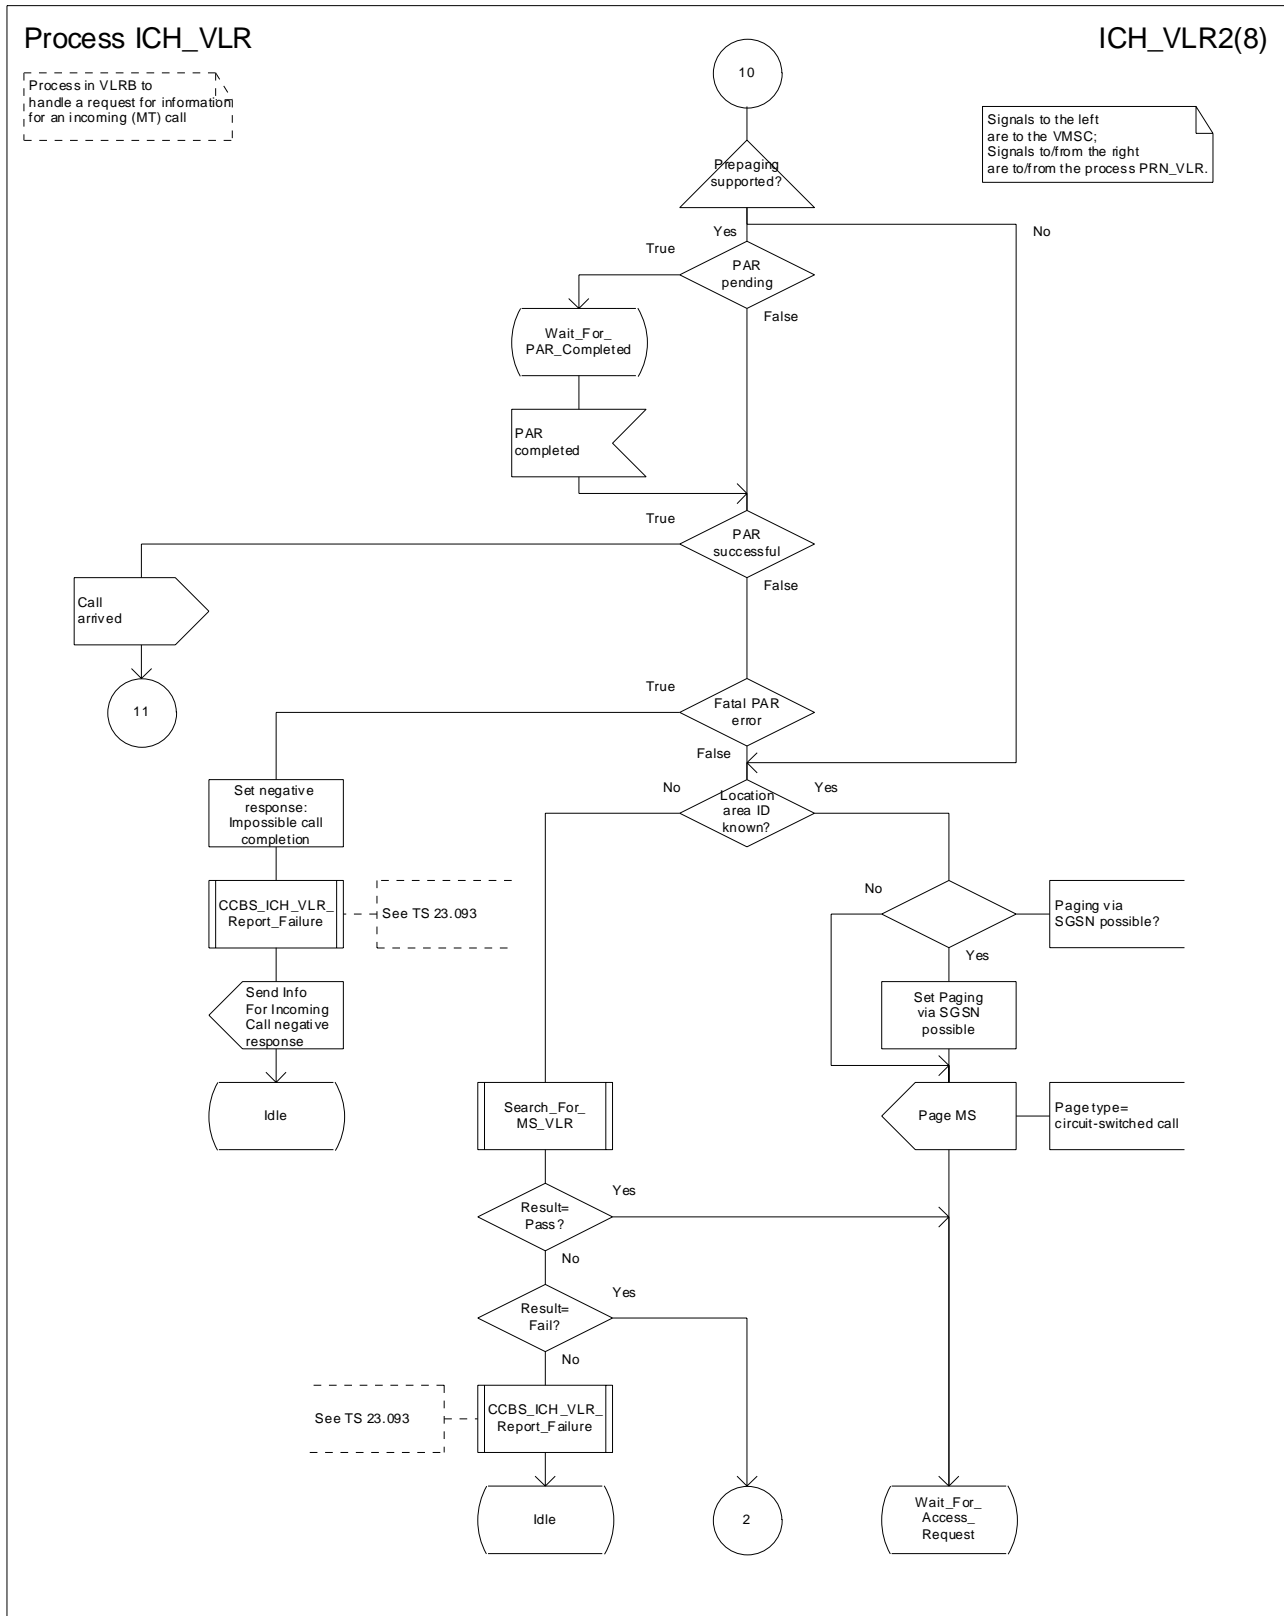 Process ICH_VLR
ICH_VLR2(8)
Process in VLRB to
handle a request for information
for an incoming (MT) call
10
Signals to the left
are to the VMSC;
Signals to/from the right
are to/from the process PRN_VLR.
Prepaging
supported?
Yes
No
True
PAR
pending
False
Wait_For_
PAR_Completed
PAR
completed
True
PAR
successful
False
Call
arrived
11
True
Fatal PAR
error
False
No
Location
area ID
known?
Yes
Set negative
response:
Impossible call
completion
CCBS_ICH_VLR_
Report_Failure
See TS 23.093
No
Paging via
SGSN possible?
Yes
Send Info
For Incoming
Call negative
response
Set Paging
via SGSN
possible
Idle
Search_For_
MS_VLR
Page MS
Page type=
circuit-switched call
Result=
Pass?
Yes
No
Result=
Fail?
Yes
No
See TS 23.093
CCBS_ICH_VLR_
Report_Failure
Idle
2
Wait_For_
Access_
Request